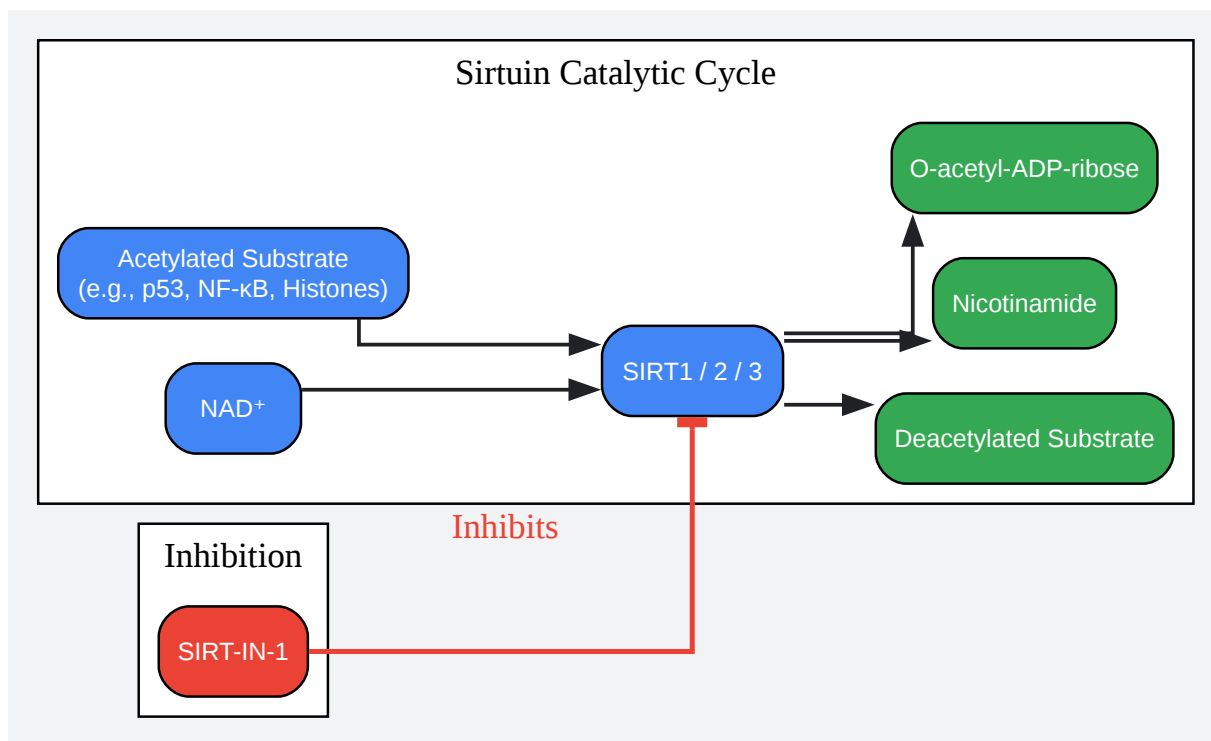 Sirtuin Catalytic Cycle
O-acetyl-ADP-ribose
Acetylated Substrate
(e.g., p53, NF-κB, Histones)
Nicotinamide
SIRT1 / 2 / 3
NAD⁺
Deacetylated Substrate
Inhibits
Inhibition
SIRT-IN-1